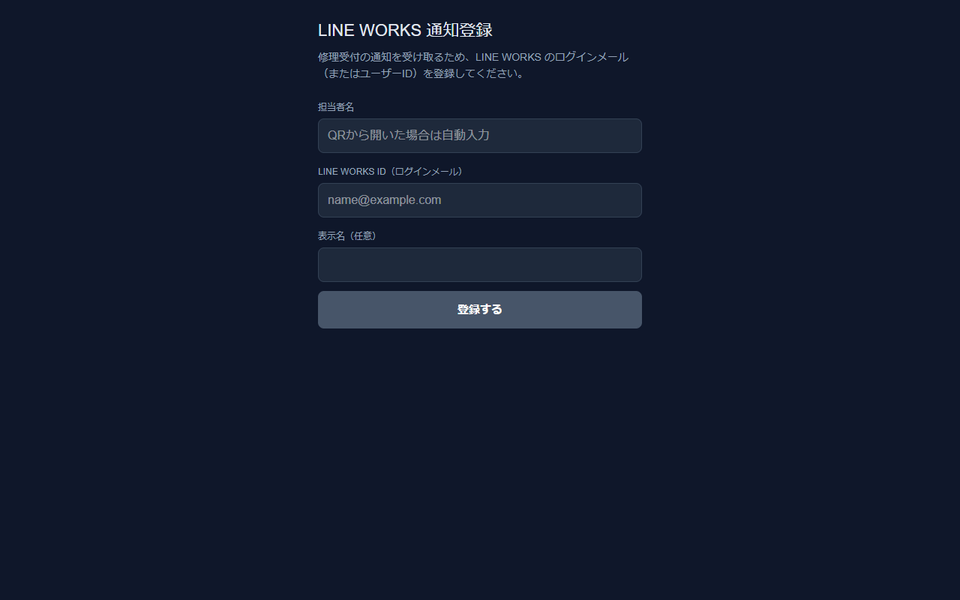 LINE WORKS 通知登録
修理受付の通知を受け取るため、LINE WORKS のログインメール
（またはユーザーID）を登録してください。
担当者名
QRから開いた場合は自動入力
LINE WORKS ID（ログインメール）
name@example.com
表示名（任意）
登録する